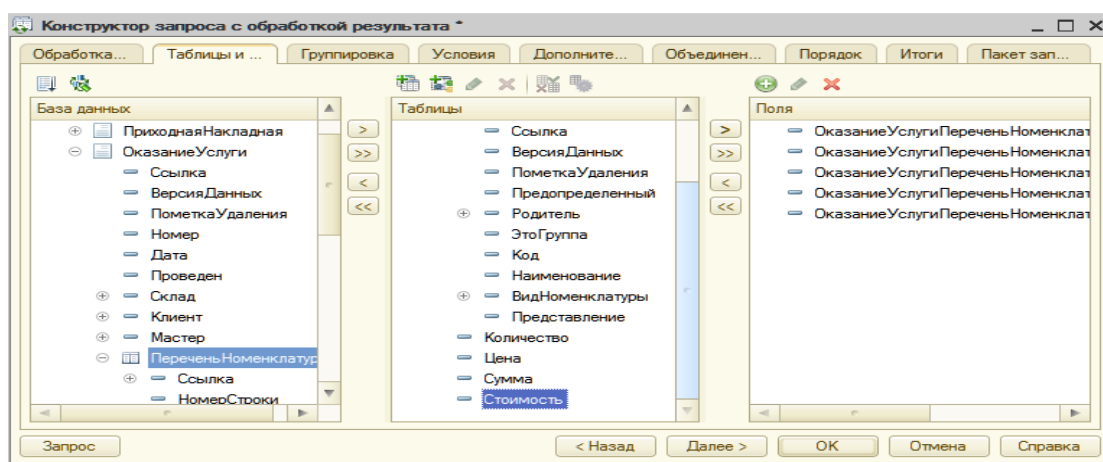 Конструктор запроса с обработкой результата *
Обработка... Таблицы и ... Группировка Условия Дополните... Объединен... Порядок Итоги Пакет зап...
База данных
ПриходнаяНакладная
ОказаниеУслуги
Ссылка
ВерсияДанных
ПометкаУдаления
Номер
Дата
Проведен
Склад
Клиент
Мастер
ПереченьНоменклатур
Ссылка
НомерСтроки
Таблицы
Ссылка
ВерсияДанных
ПометкаУдаления
Предопределенный
Родитель
ЭтоГруппа
Код
Наименование
ВидНоменклатуры
Представление
Количество
Цена
Сумма
Стоимость
Поля
ОказаниеУслугиПереченьНоменклат
ОказаниеУслугиПереченьНоменклат
ОказаниеУслугиПереченьНоменклат
ОказаниеУслугиПереченьНоменклат
ОказаниеУслугиПереченьНоменклат
> >> < <<
> >> < <<
Запрос < Назад Далее > OK Отмена Справка